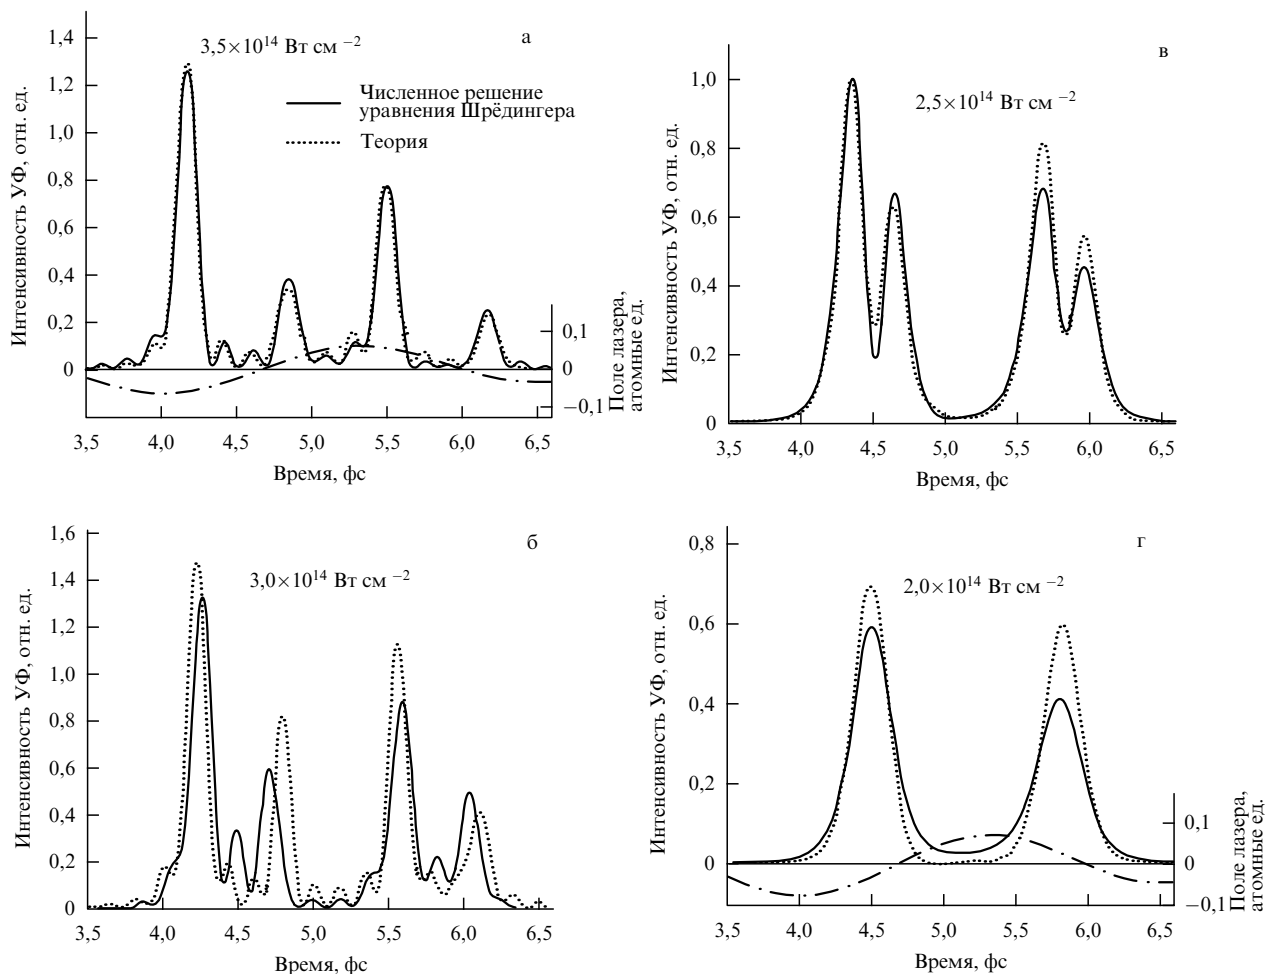 а
3,5×10¹⁴ Вт см ⁻²
Численное решение
уравнения Шрёдингера
Теория
Интенсивность УФ, отн. ед.
1,4
1,2
1,0
0,8
0,6
0,4
0,2
0
0,1
0
−0,1
Поле лазера,
атомные ед.
3,5 4,0 4,5 5,0 5,5 6,0 6,5
Время, фс
в
2,5×10¹⁴ Вт см ⁻²
Интенсивность УФ, отн. ед.
1,0
0,8
0,6
0,4
0,2
0
3,5 4,0 4,5 5,0 5,5 6,0 6,5
Время, фс
б
3,0×10¹⁴ Вт см ⁻²
Интенсивность УФ, отн. ед.
1,6
1,4
1,2
1,0
0,8
0,6
0,4
0,2
0
3,5 4,0 4,5 5,0 5,5 6,0 6,5
Время, фс
г
2,0×10¹⁴ Вт см ⁻²
Интенсивность УФ, отн. ед.
0,8
0,6
0,4
0,2
0
0,1
0
−0,1
Поле лазера,
атомные ед.
3,5 4,0 4,5 5,0 5,5 6,0 6,5
Время, фс